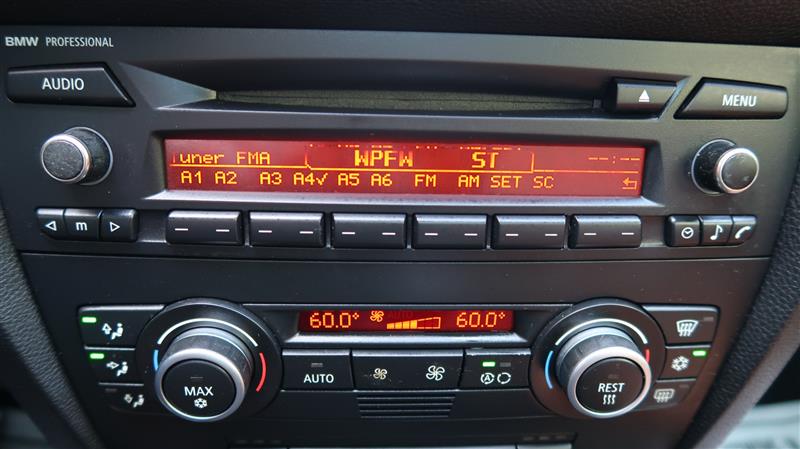 BMW PROFESSIONAL
AUDIO
MENU
uner FMA WPFW ST --:--
A1 A2 A3 A4✓ A5 A6 FM AM SET SC
m
60.0° AUTO 60.0°
MAX
AUTO
A
REST